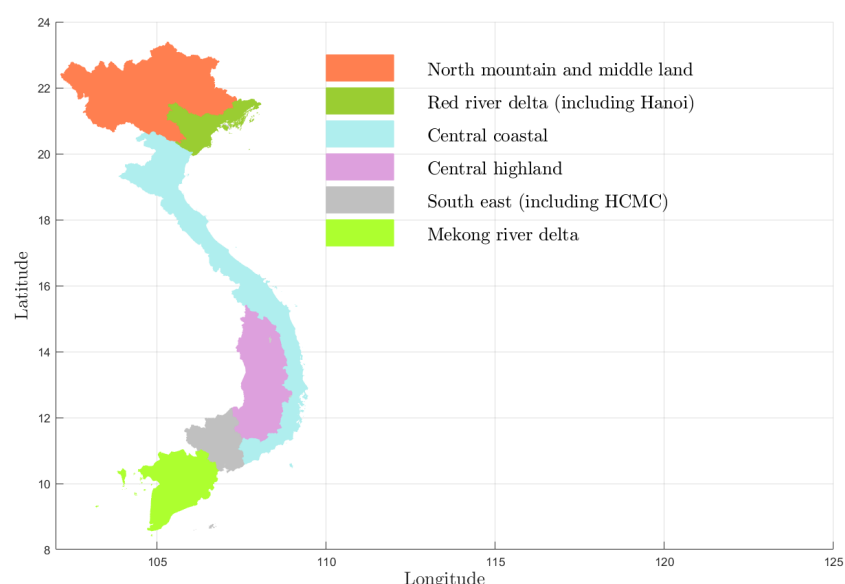 24
22
20
18
16
14
12
10
8
Latitude
North mountain and middle land
Red river delta (including Hanoi)
Central coastal
Central highland
South east (including HCMC)
Mekong river delta
105
110
115
120
125
Longitude